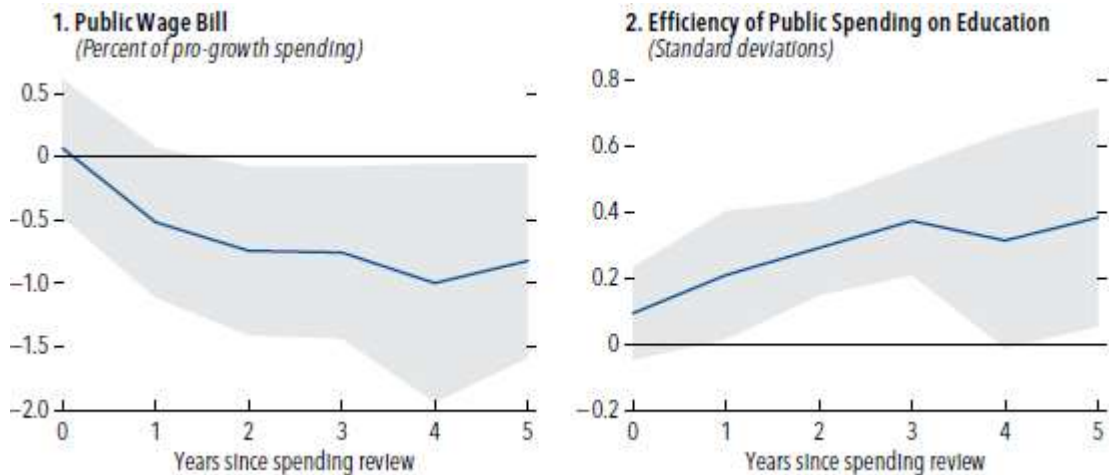 1. Public Wage Bill
(Percent of pro-growth spending)
0.5
0
–0.5
–1.0
–1.5
–2.0
0 1 2 3 4 5
Years since spending review
2. Efficiency of Public Spending on Education
(Standard deviations)
0.8
0.6
0.4
0.2
0
–0.2
0 1 2 3 4 5
Years since spending review